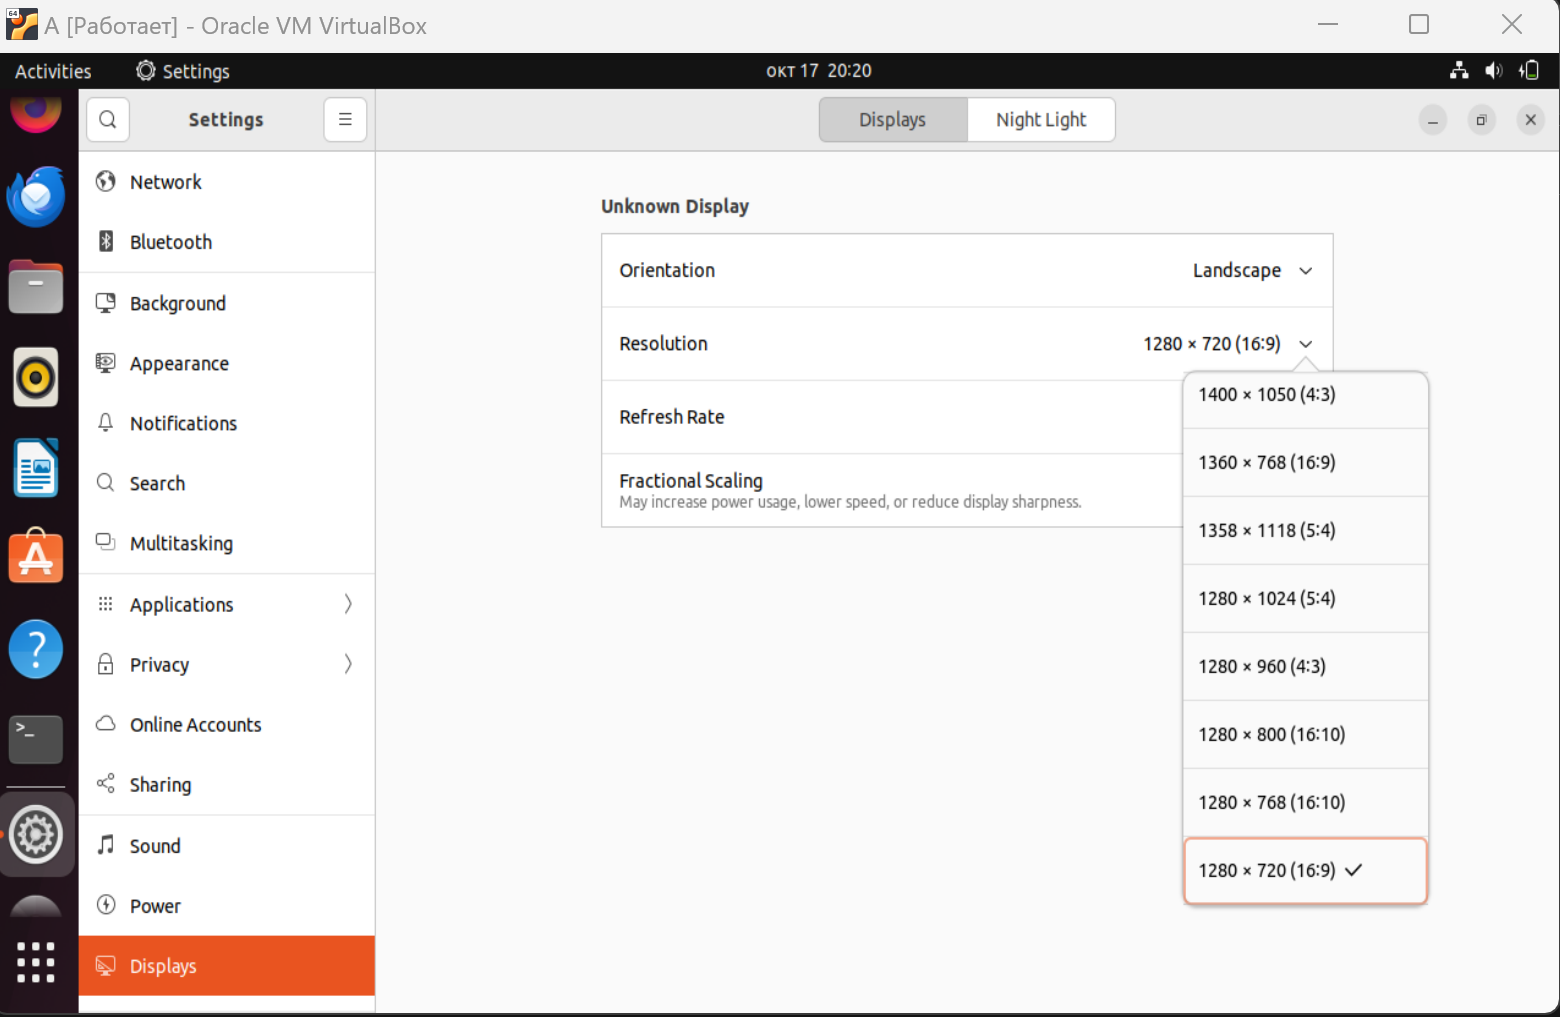 64
A [Работает] - Oracle VM VirtualBox
Activities
Settings
окт 17 20:20
Settings
Displays
Night Light
Network
Bluetooth
Background
Appearance
Notifications
Search
Multitasking
Applications
Privacy
Online Accounts
Sharing
Sound
Power
Displays
Unknown Display
Orientation
Landscape
Resolution
1280 × 720 (16:9)
Refresh Rate
Fractional Scaling
May increase power usage, lower speed, or reduce display sharpness.
1400 × 1050 (4:3)
1360 × 768 (16:9)
1358 × 1118 (5:4)
1280 × 1024 (5:4)
1280 × 960 (4:3)
1280 × 800 (16:10)
1280 × 768 (16:10)
1280 × 720 (16:9)